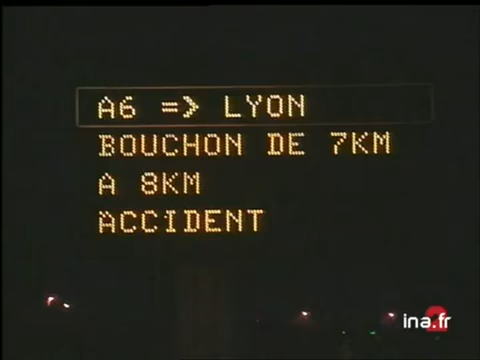 A6 => LYON
BOUCHON DE 7KM
A 8KM
ACCIDENT
ina.fr